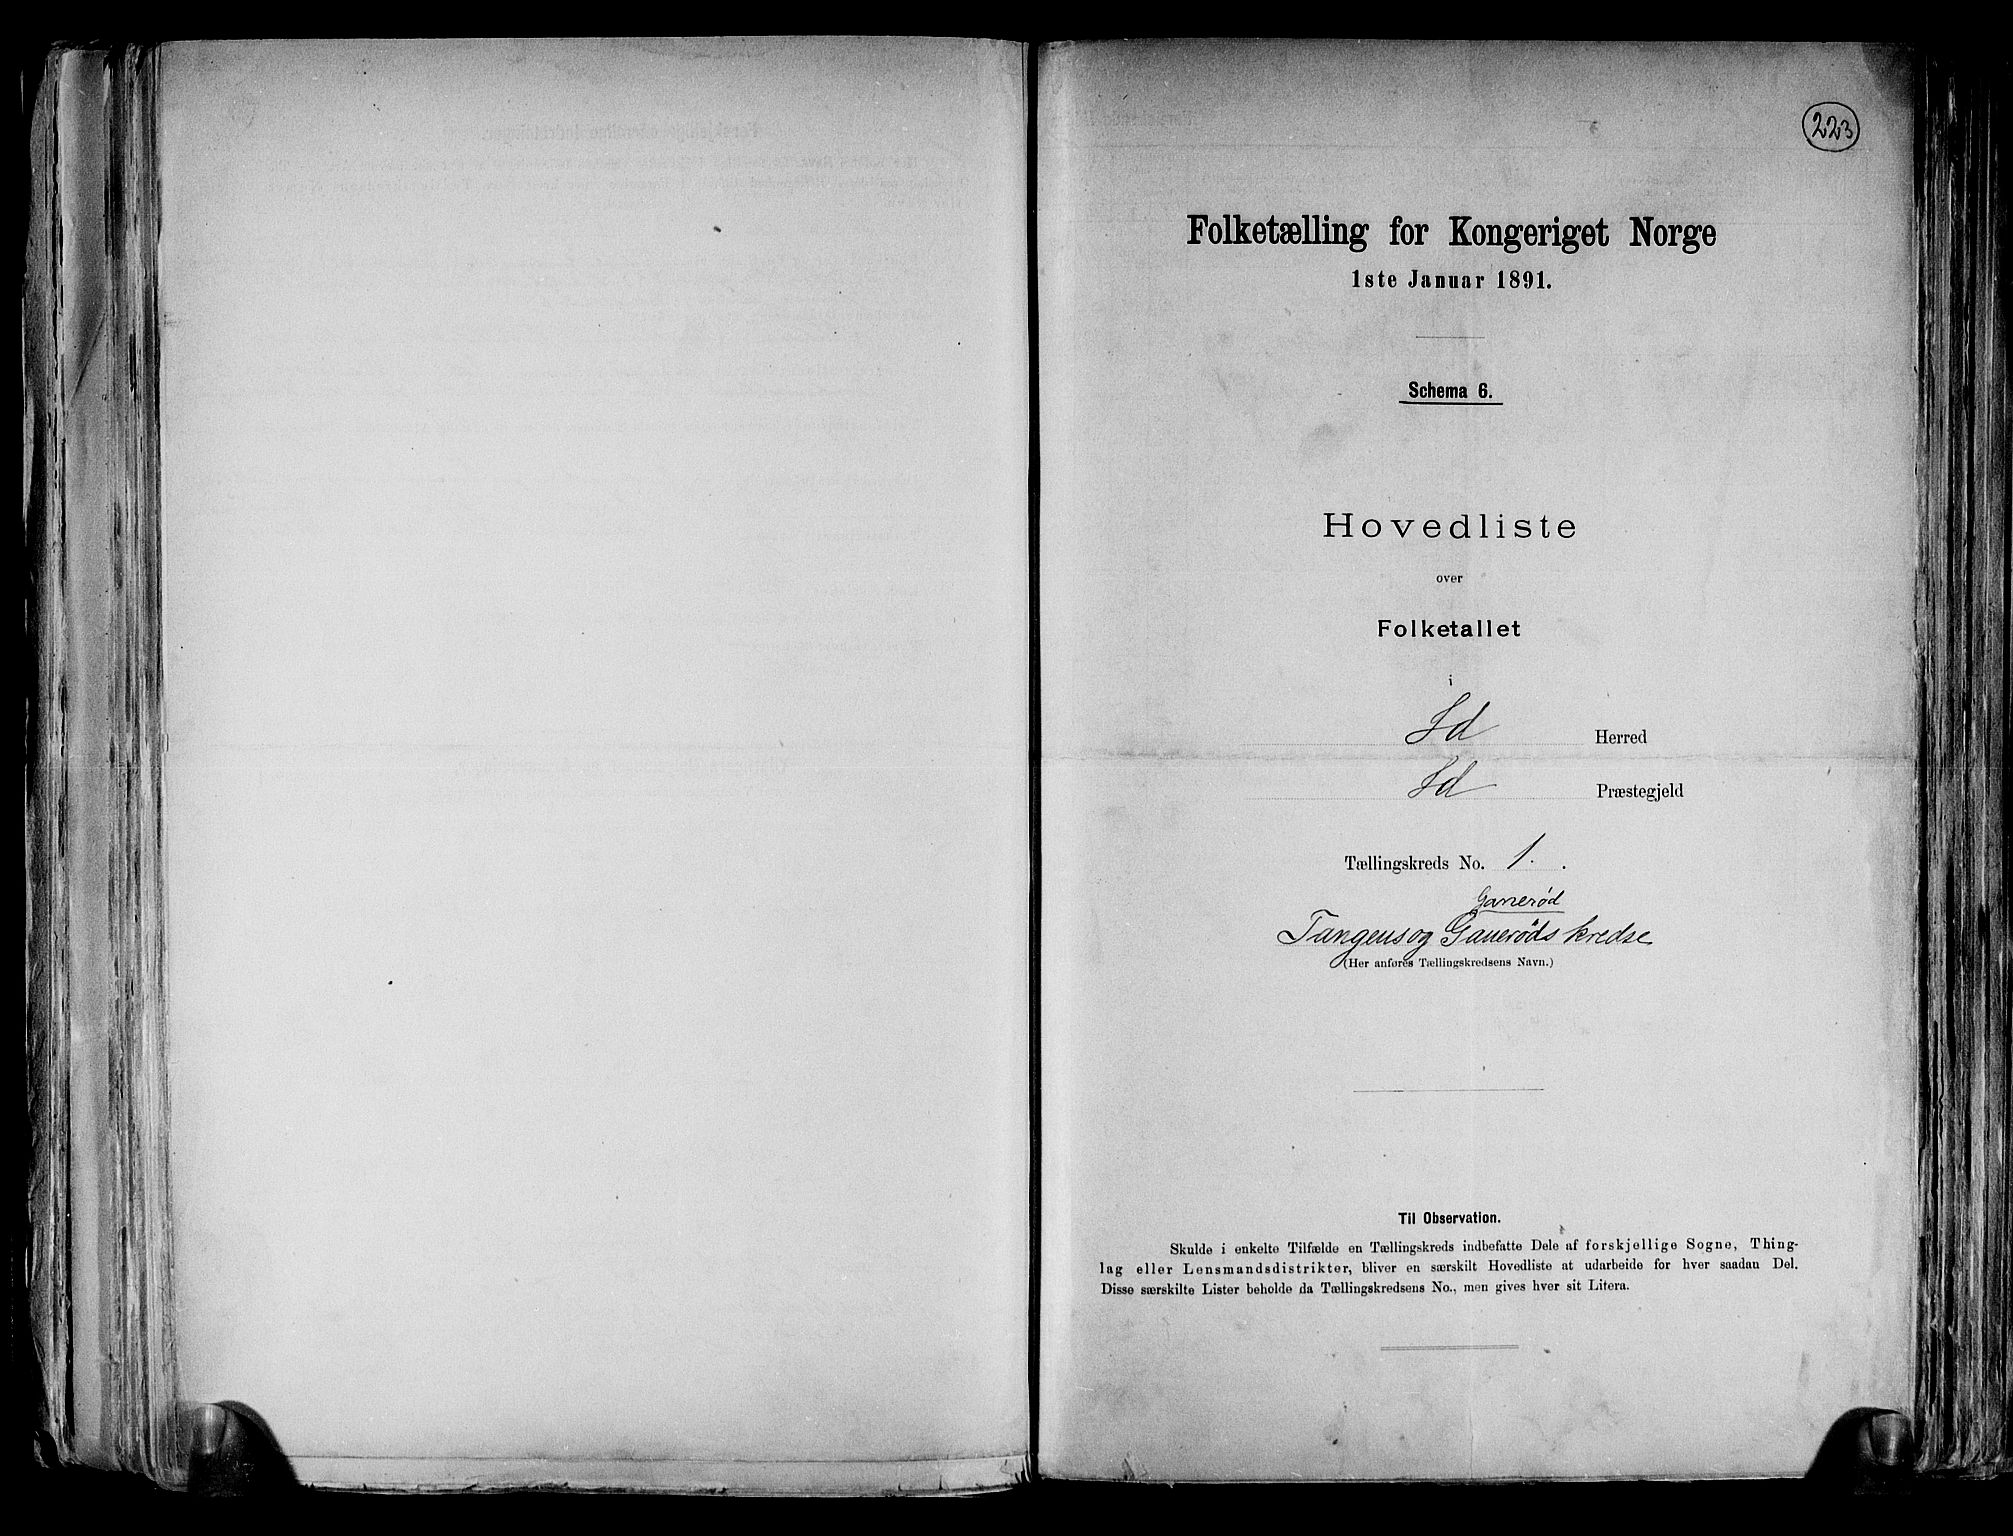 223
Folketælling for Kongeriget Norge
1ste Januar 1891.
Schema 6.
Hovedliste
over
Folketallet
i
Id Herred
Id Præstegjeld
Tællingskreds No. 1. .
Ganerød
Tangens og Ganerøds kredse
(Her anføres Tællingskredsens Navn.)
Til Observation.
Skulde i enkelte Tilfælde en Tællingskreds indbefatte Dele af forskjellige Sogne, Thing-
lag eller Lensmandsdistrikter, bliver en særskilt Hovedliste at udarbeide for hver saadan Del.
Disse særskilte Lister beholde da Tællingskredsens No., men gives hver sit Litera.